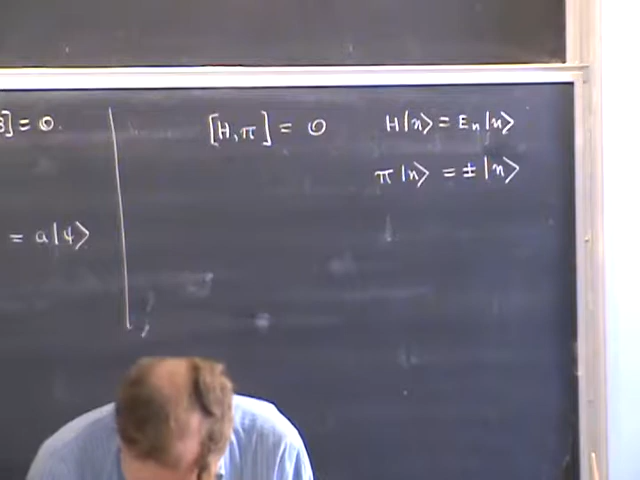 ]=0.
= a|ψ⟩
[H,π] = 0
H|n⟩ = En|n⟩
π|n⟩ = ±|n⟩